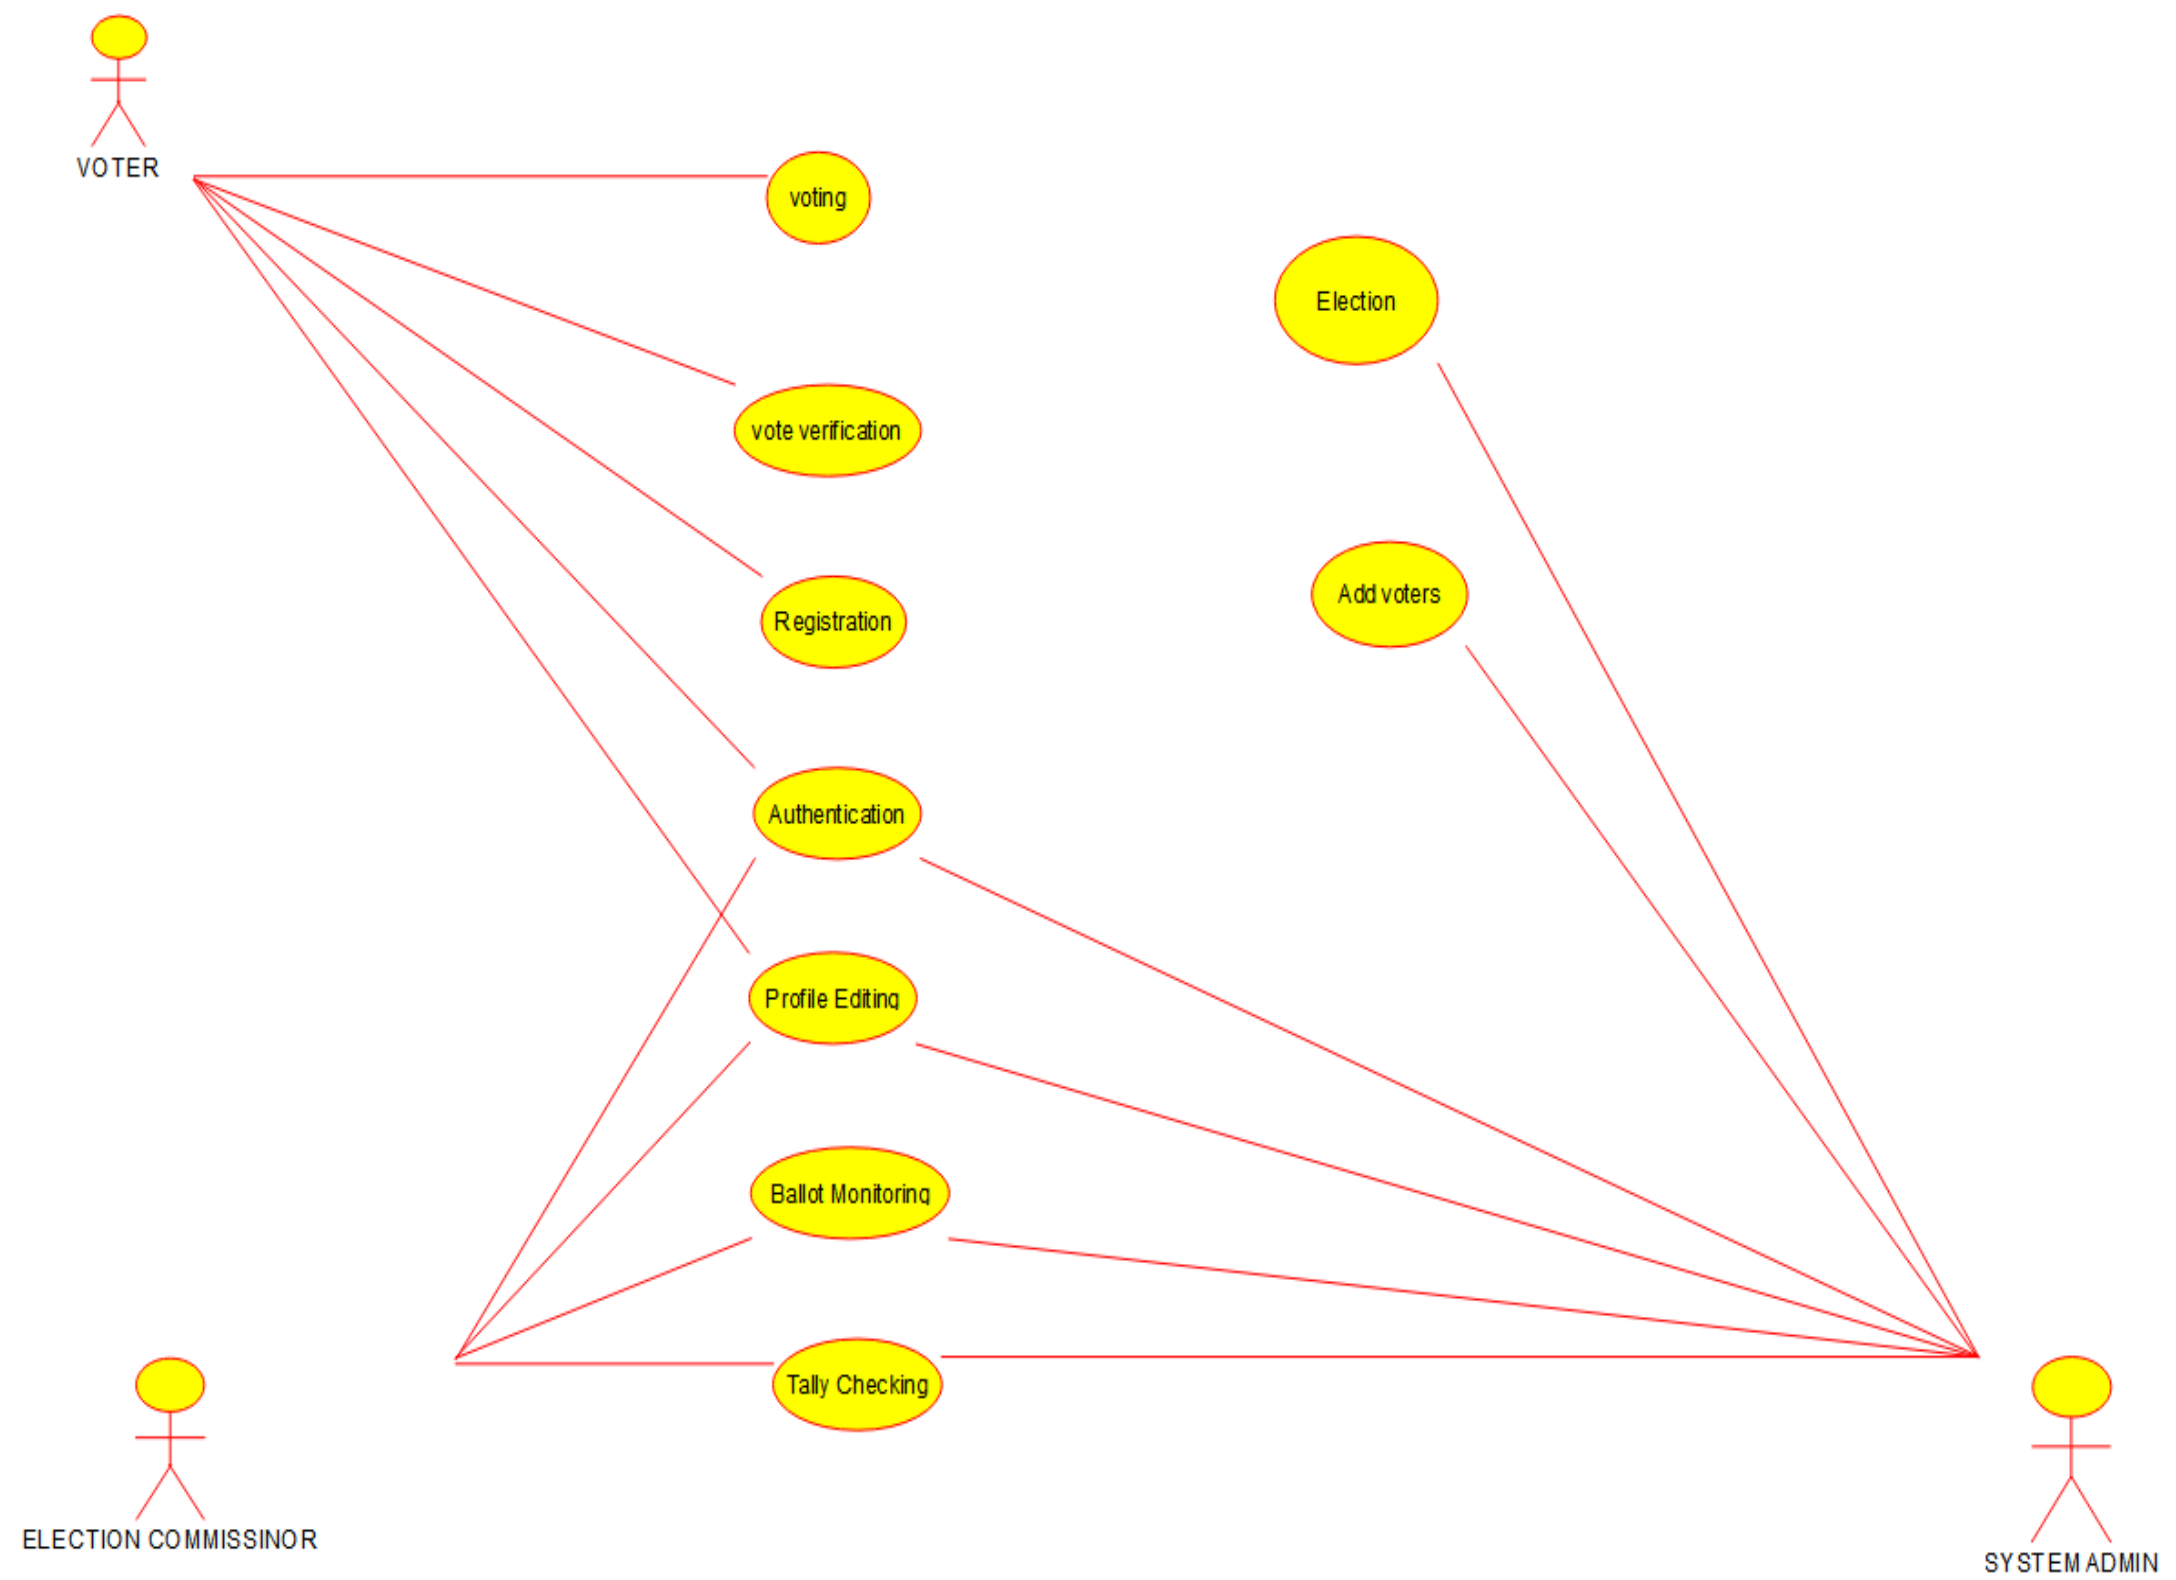 VOTER
voting
Election
vote verification
Add voters
Registration
Authentication
Profile Editing
Ballot Monitoring
Tally Checking
ELECTION COMMISSINOR
SYSTEM ADMIN